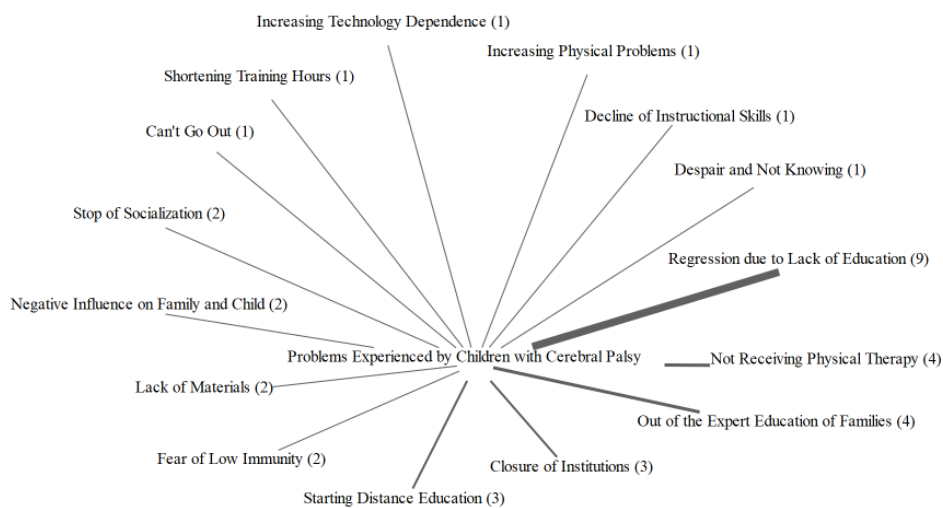 Increasing Technology Dependence (1)
Increasing Physical Problems (1)
Shortening Training Hours (1)
Decline of Instructional Skills (1)
Can't Go Out (1)
Despair and Not Knowing (1)
Stop of Socialization (2)
Regression due to Lack of Education (9)
Negative Influence on Family and Child (2)
Problems Experienced by Children with Cerebral Palsy
Not Receiving Physical Therapy (4)
Lack of Materials (2)
Out of the Expert Education of Families (4)
Fear of Low Immunity (2)
Closure of Institutions (3)
Starting Distance Education (3)